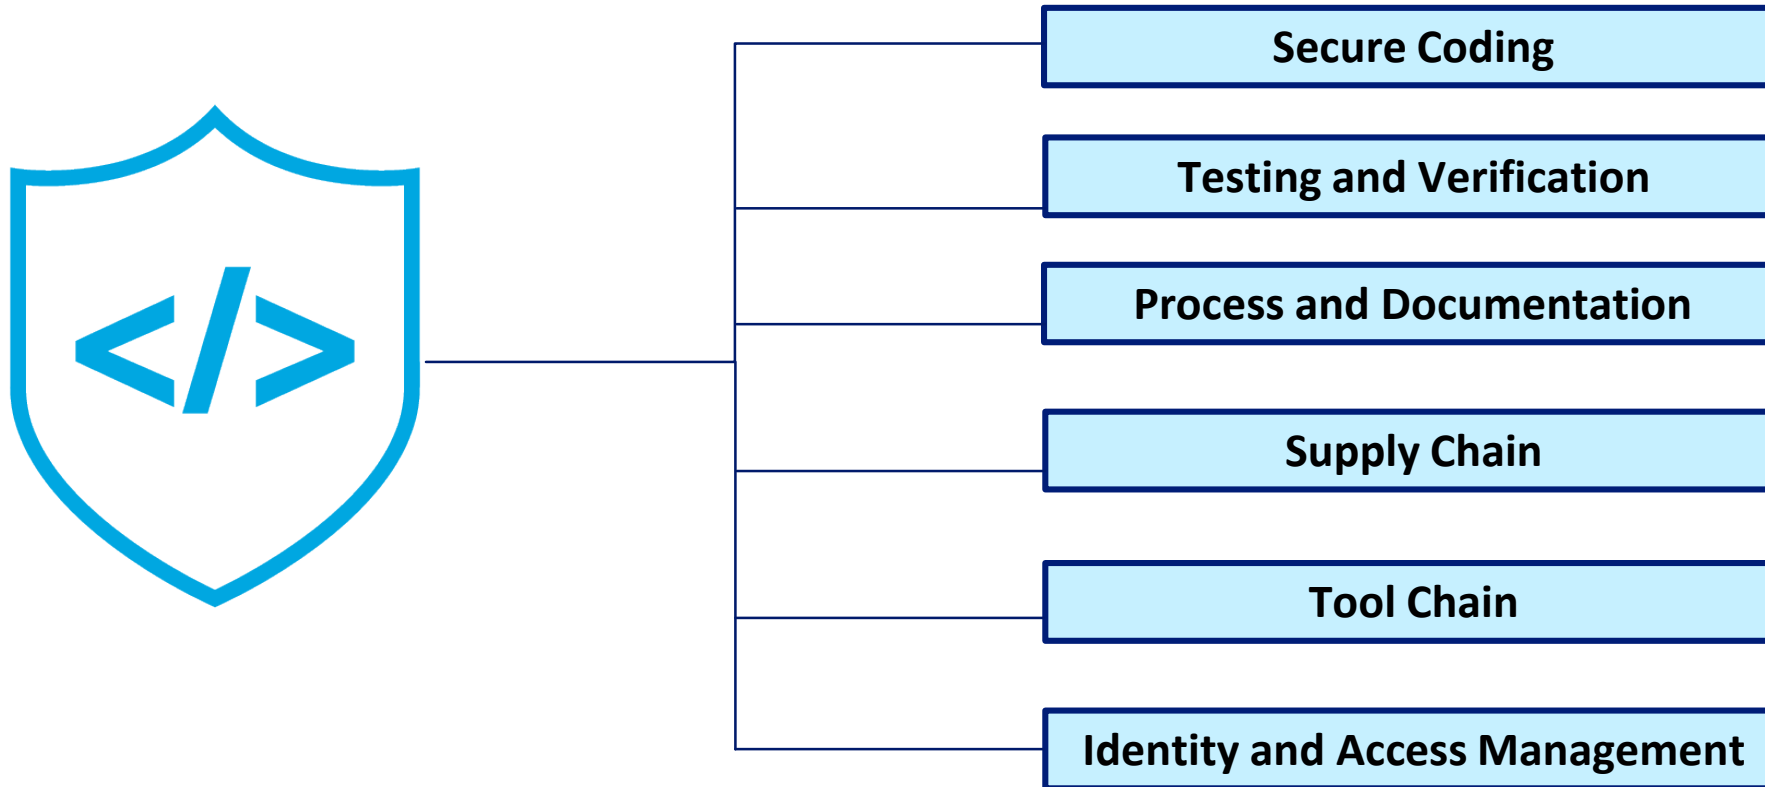 </>
Secure Coding
Testing and Verification
Process and Documentation
Supply Chain
Tool Chain
Identity and Access Management